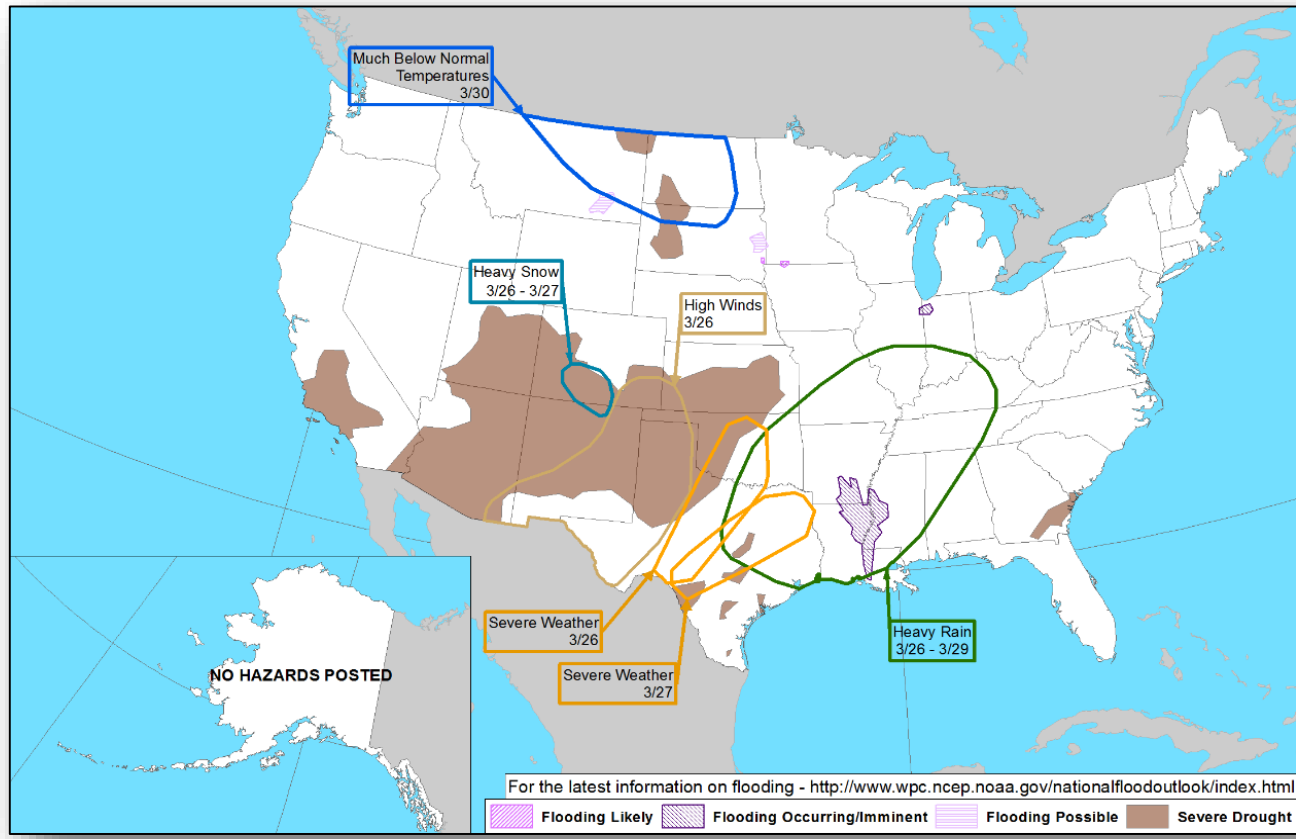 Much Below Normal
Temperatures
3/30
Heavy Snow
3/26 - 3/27
High Winds
3/26
Severe Weather
3/26
Severe Weather
3/27
Heavy Rain
3/26 - 3/29
NO HAZARDS POSTED
For the latest information on flooding - http://www.wpc.ncep.noaa.gov/nationalfloodoutlook/index.html
Flooding Likely Flooding Occurring/Imminent Flooding Possible Severe Drought